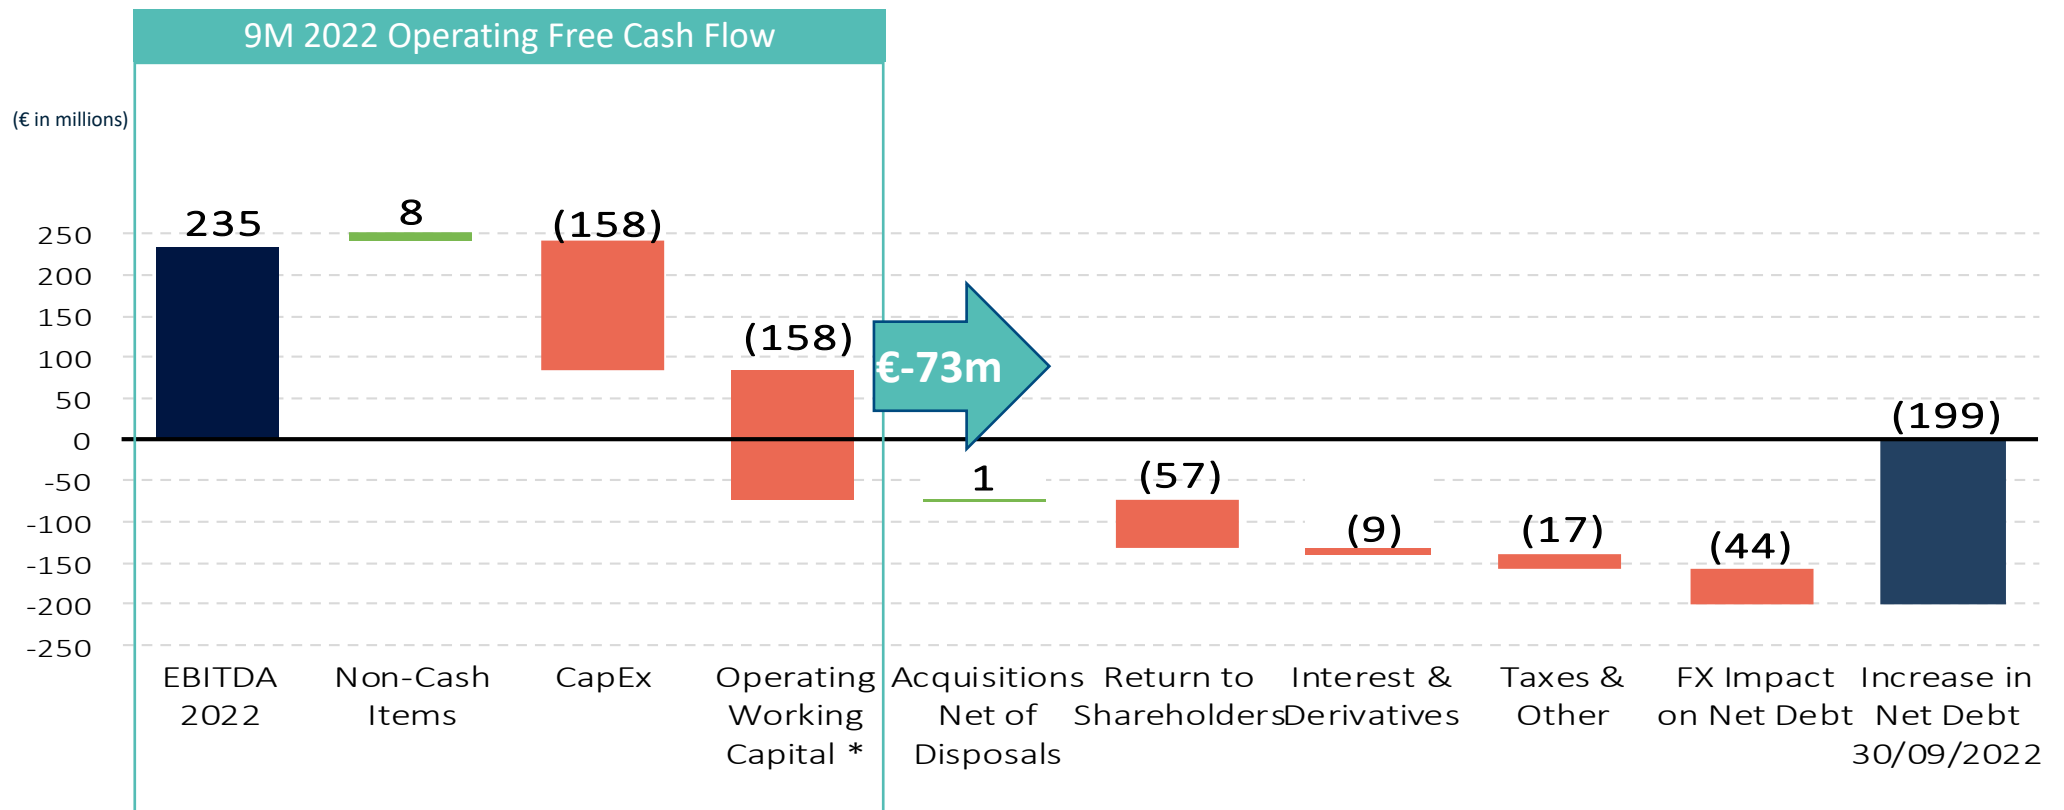 9M 2022 Operating Free Cash Flow
(€ in millions)
235
8
(158)
(158)
€-73m
1
(57)
(9)
(17)
(44)
(199)
250
200
150
100
50
0
-50
-100
-150
-200
-250
EBITDA
2022
Non-Cash
Items
CapEx
Operating
Working
Capital *
Acquisitions
Net of
Disposals
Return to
Shareholders
Interest &
Derivatives
Taxes &
Other
FX Impact
on Net Debt
Increase in
Net Debt
30/09/2022